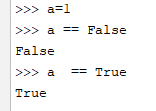 >>> a=1
>>> a == False
False
>>> a  == True
True